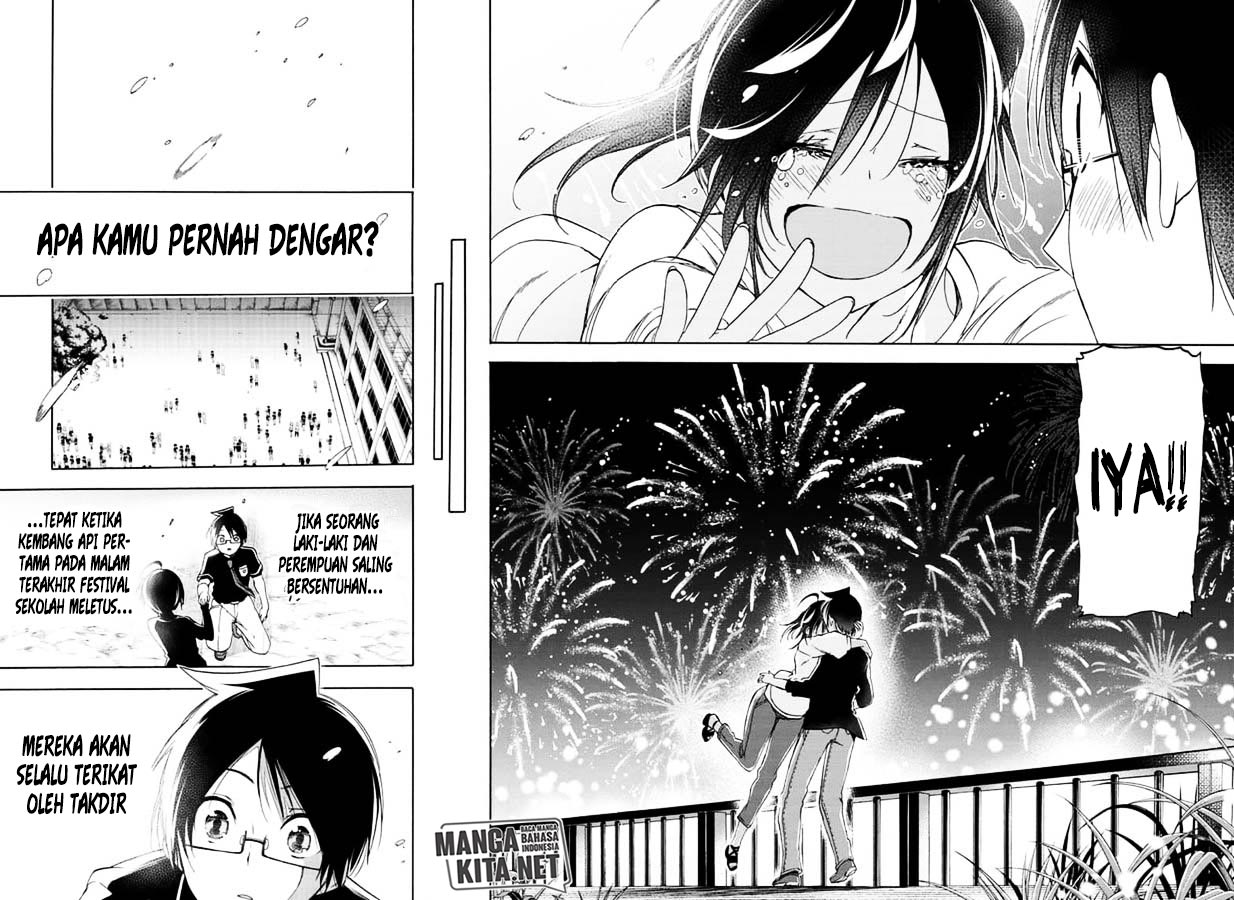 IYA!!
APA KAMU PERNAH DENGAR?
JIKA SEORANG
LAKI-LAKI DAN
PEREMPUAN SALING
BERSENTUHAN...
...TEPAT KETIKA
KEMBANG API PER-
TAMA PADA MALAM
TERAKHIR FESTIVAL
SEKOLAH MELETUS...
MEREKA AKAN
SELALU TERIKAT
OLEH TAKDIR
MANGA
KITA.NET
BACA MANGA
BAHASA
INDONESIA